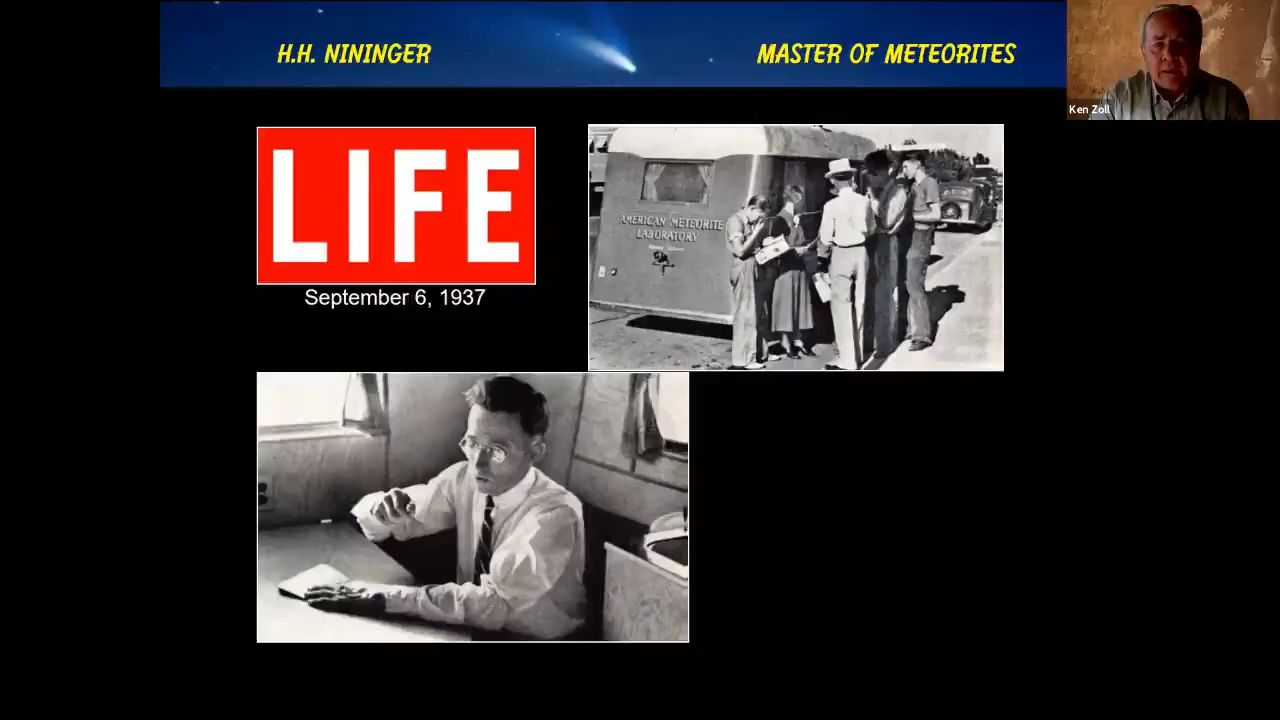 H.H. NININGER
MASTER OF METEORITES
Ken Zoll
LIFE
September 6, 1937
AMERICAN METEORITE
LABORATORY